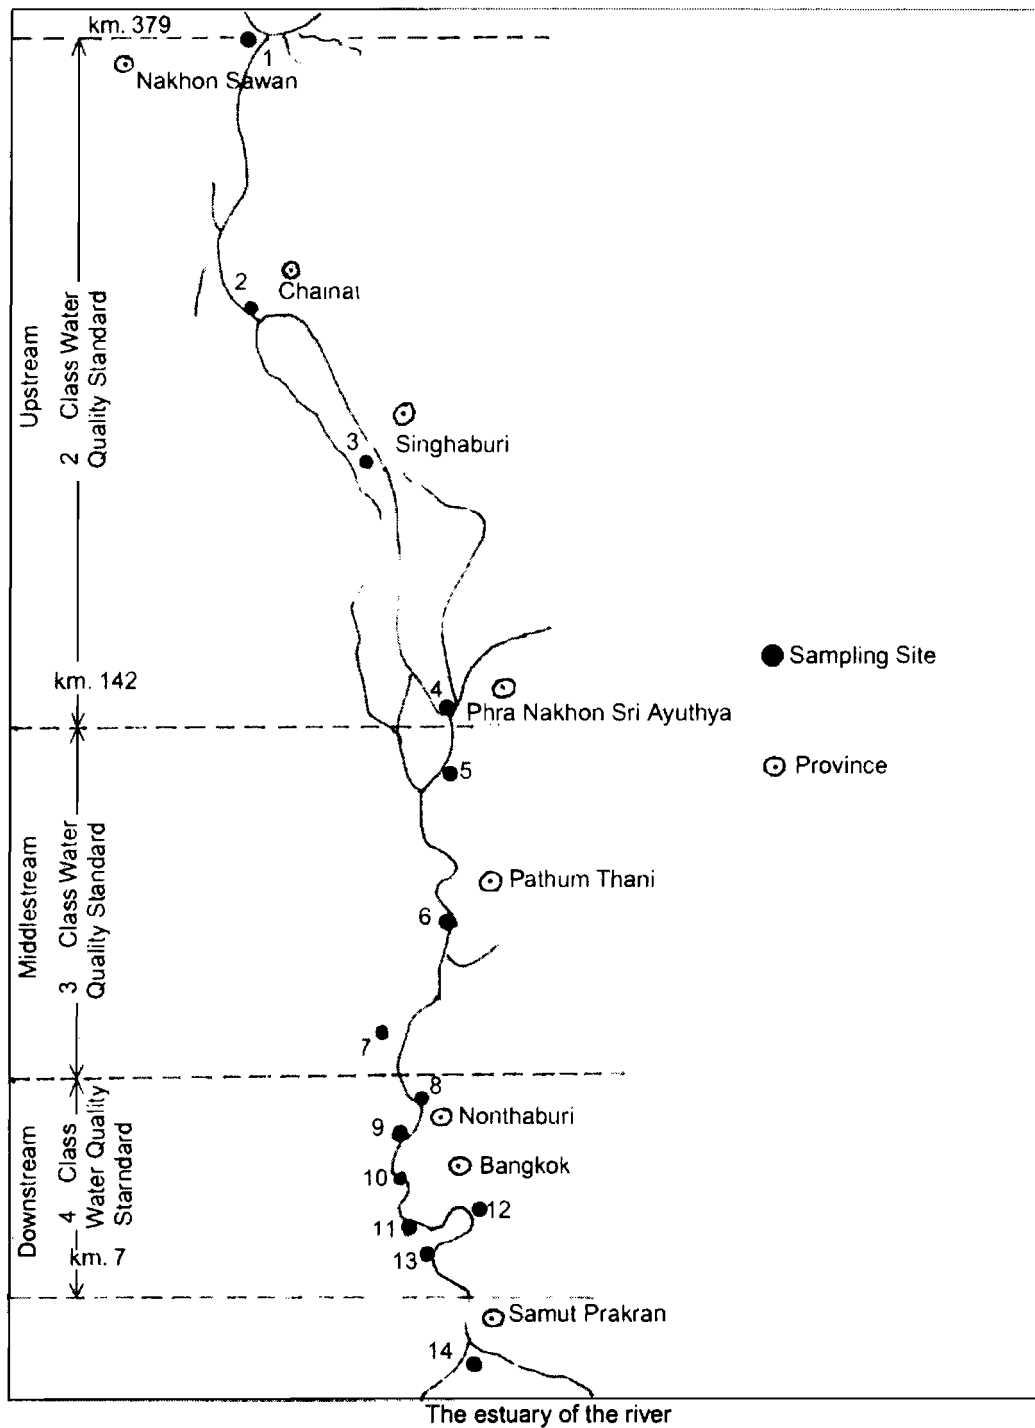 km. 379
1
Nakhon Sawan
2
Chainat
Upstream
2 Class Water
Quality Standard
3
Singhaburi
km. 142
4
Phra Nakhon Sri Ayuthya
Sampling Site
5
Province
Middlestream
3 Class Water
Quality Standard
Pathum Thani
6
7
8
Nonthaburi
9
Bangkok
10
12
11
13
Downstream
4 Class
Water Quality
Starndard
km. 7
Samut Prakran
14
The estuary of the river